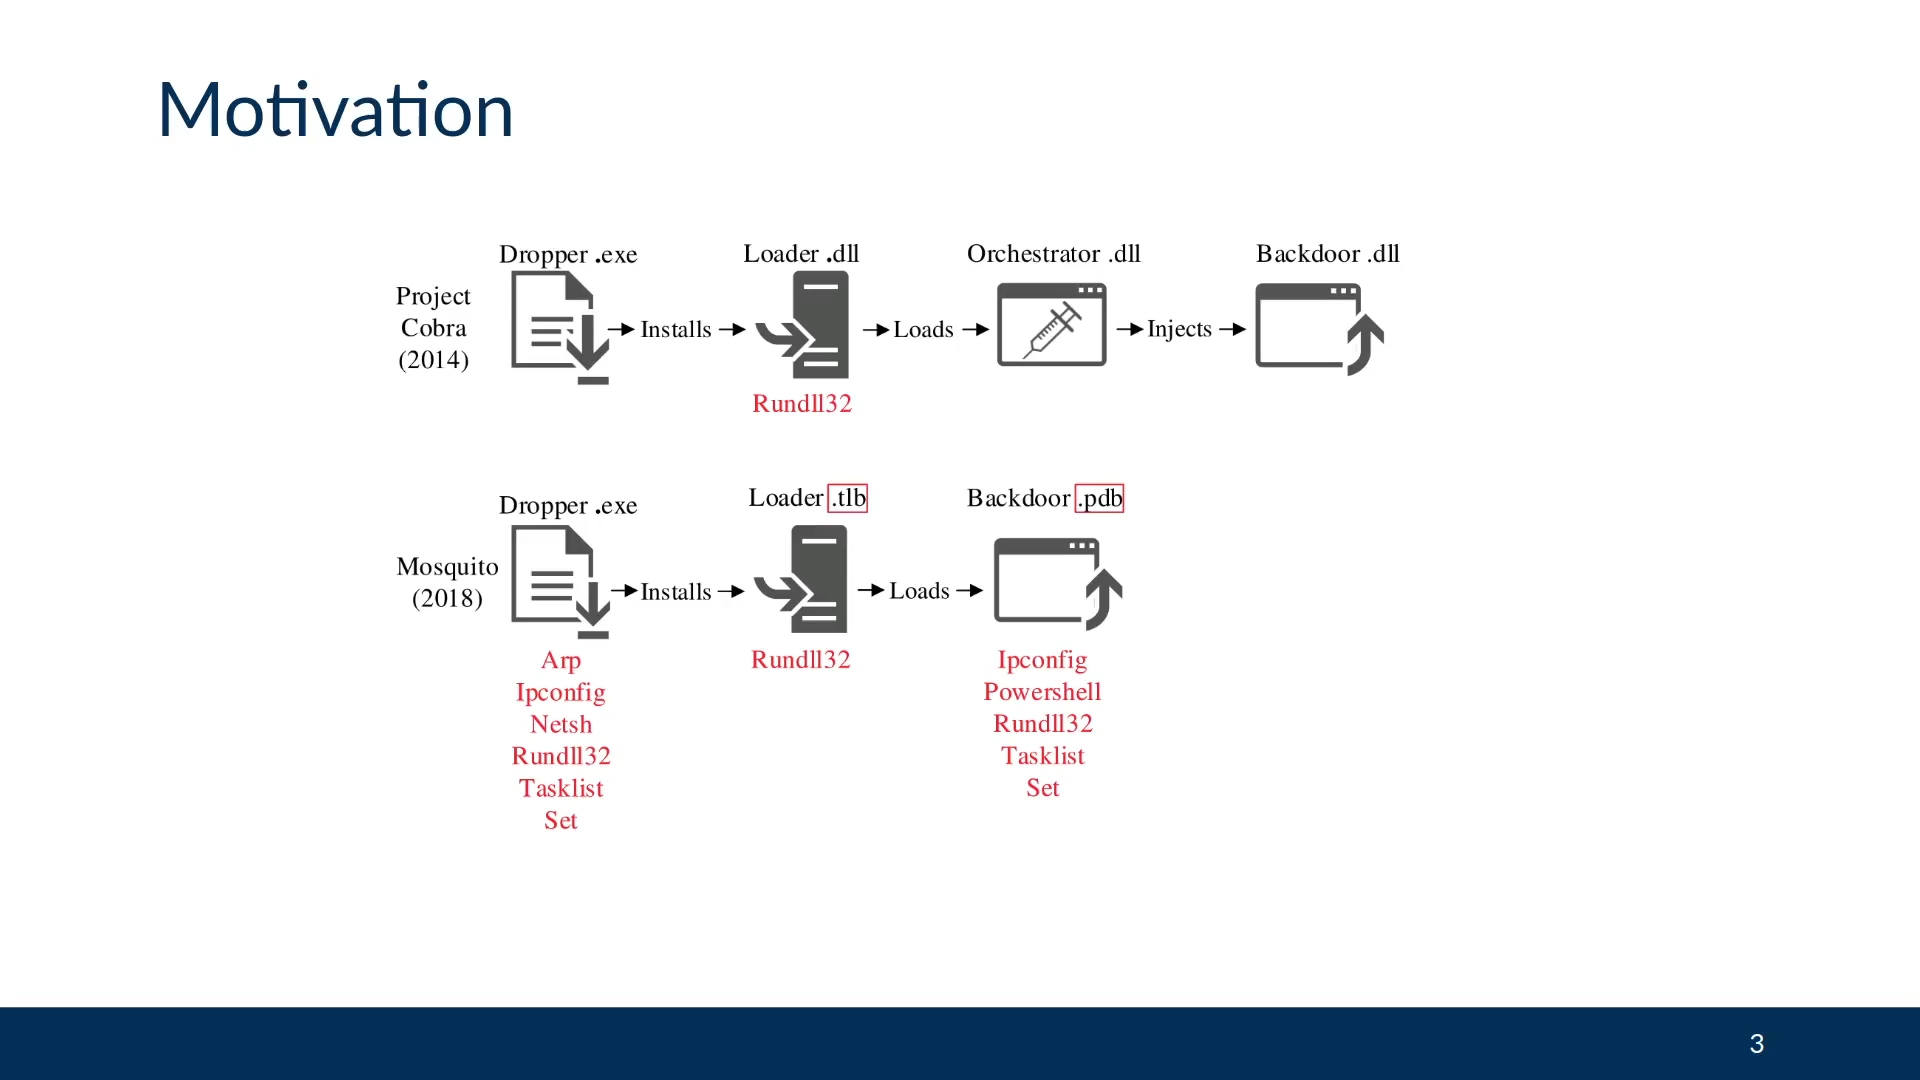 Motivation
Dropper .exe
Loader .dll
Orchestrator .dll
Backdoor .dll
Project
Cobra
(2014)
Installs
Loads
Injects
Rundll32
Dropper .exe
Loader .tlb
Backdoor .pdb
Mosquito
(2018)
Installs
Loads
Arp
Ipconfig
Netsh
Rundll32
Tasklist
Set
Rundll32
Ipconfig
Powershell
Rundll32
Tasklist
Set
3